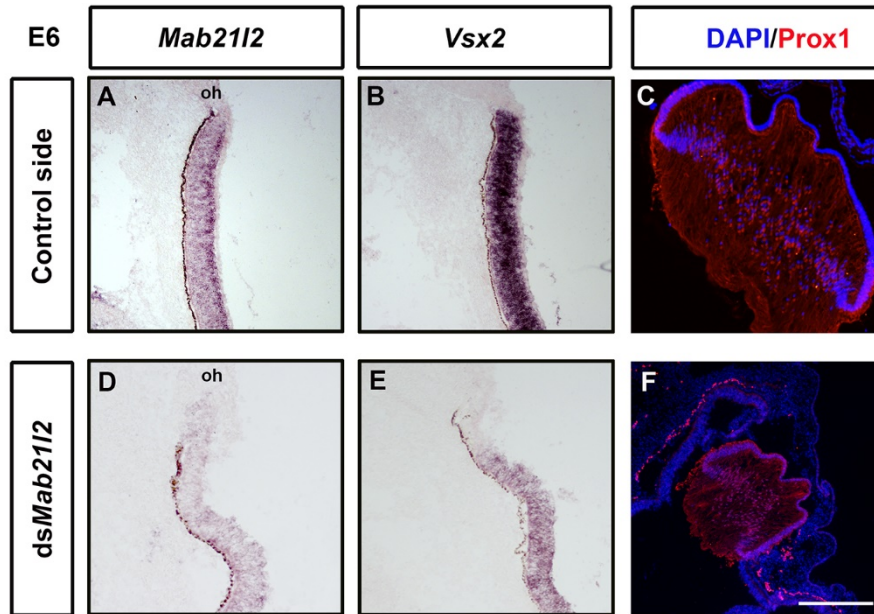 E6
Mab21l2
Vsx2
DAPI/Prox1
Control side
A
oh
B
C
dsMab21l2
D
oh
E
F